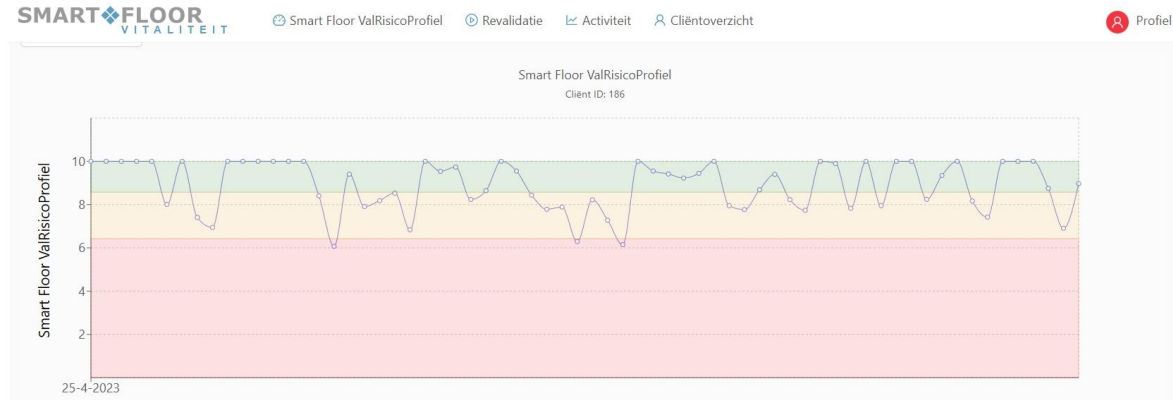 SMART FLOOR
VITALITEIT
Smart Floor ValRisicoProfiel
Revalidatie
Activiteit
Cliëntoverzicht
Profiel
Smart Floor ValRisicoProfiel
Cliënt ID: 186
Smart Floor ValRisicoProfiel
10
8
6
4
2
25-4-2023